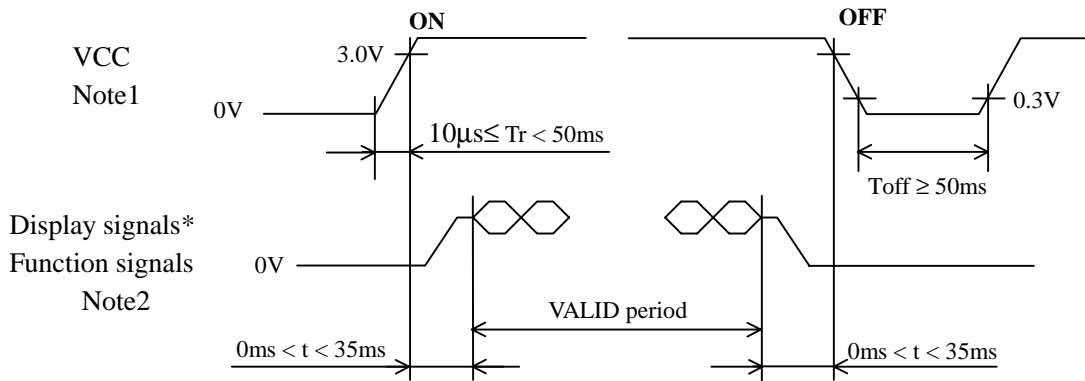 ON
OFF
VCC
Note1
3.0V
0V
0.3V
10μs≤ Tr < 50ms
Toff ≥ 50ms
Display signals*
Function signals
Note2
0V
VALID period
0ms < t < 35ms
0ms < t < 35ms